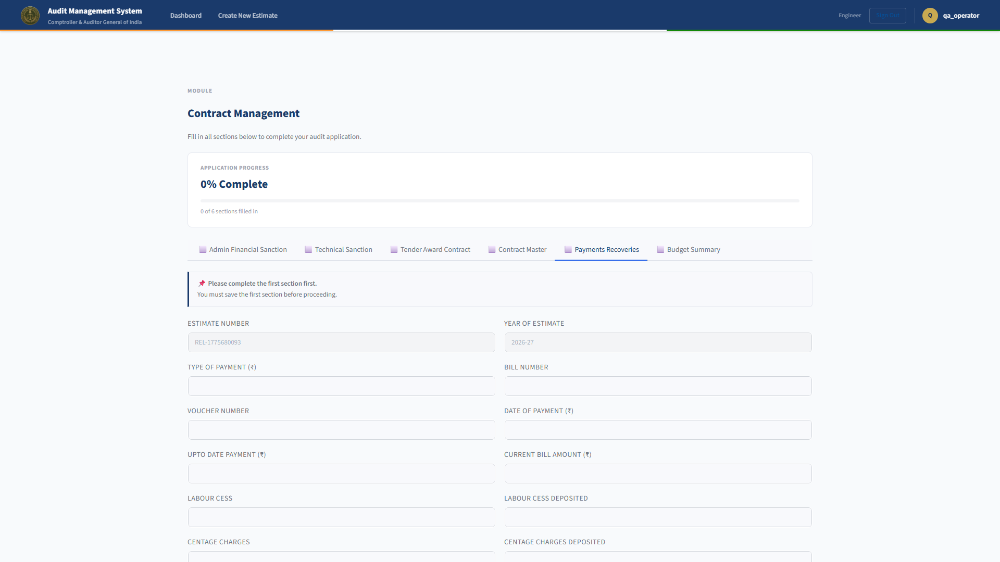 Audit Management System
Comptroller & Auditor General of India
Dashboard
Create New Estimate
Engineer
Sign Out
Q
qa_operator
MODULE
Contract Management
Fill in all sections below to complete your audit application.
APPLICATION PROGRESS
0% Complete
0 of 6 sections filled in
Admin Financial Sanction
Technical Sanction
Tender Award Contract
Contract Master
Payments Recoveries
Budget Summary
Please complete the first section first.
You must save the first section before proceeding.
ESTIMATE NUMBER
YEAR OF ESTIMATE
REL-1775680093
2026-27
TYPE OF PAYMENT (₹)
BILL NUMBER
VOUCHER NUMBER
DATE OF PAYMENT (₹)
UPTO DATE PAYMENT (₹)
CURRENT BILL AMOUNT (₹)
LABOUR CESS
LABOUR CESS DEPOSITED
CENTAGE CHARGES
CENTAGE CHARGES DEPOSITED